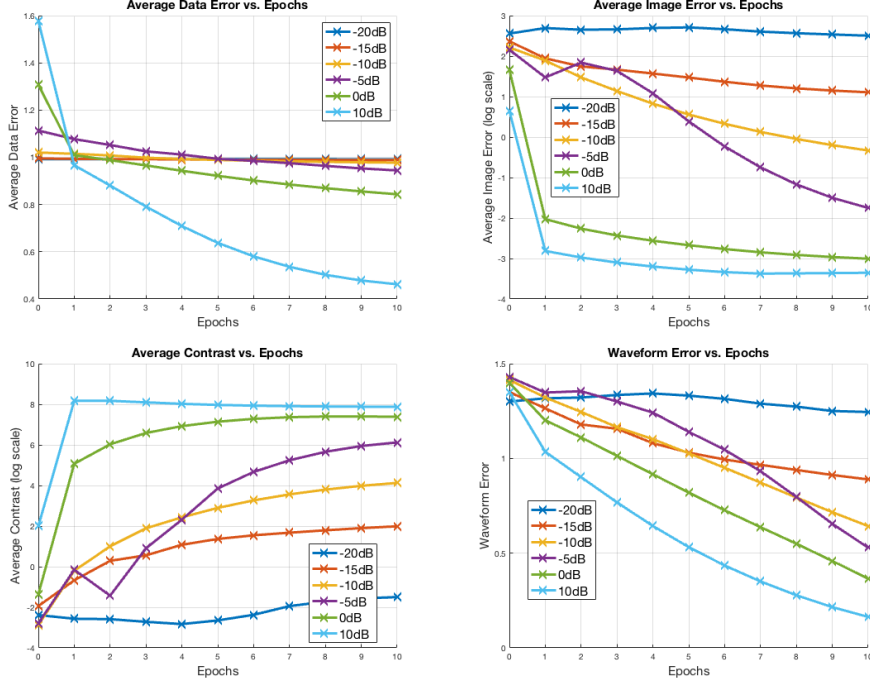 Average Data Error vs. Epochs
1.6
1.4
1.2
1
0.8
0.6
0.4
Average Data Error
0 1 2 3 4 5 6 7 8 9 10
Epochs
-20dB
-15dB
-10dB
-5dB
0dB
10dB
Average Image Error vs. Epochs
3
2
1
0
-1
-2
-3
-4
Average Image Error (log scale)
0 1 2 3 4 5 6 7 8 9 10
Epochs
-20dB
-15dB
-10dB
-5dB
0dB
10dB
Average Contrast vs. Epochs
10
8
6
4
2
0
-2
-4
Average Contrast (log scale)
0 1 2 3 4 5 6 7 8 9 10
Epochs
-20dB
-15dB
-10dB
-5dB
0dB
10dB
Waveform Error vs. Epochs
1.5
1
0.5
0
Waveform Error
0 1 2 3 4 5 6 7 8 9 10
Epochs
-20dB
-15dB
-10dB
-5dB
0dB
10dB